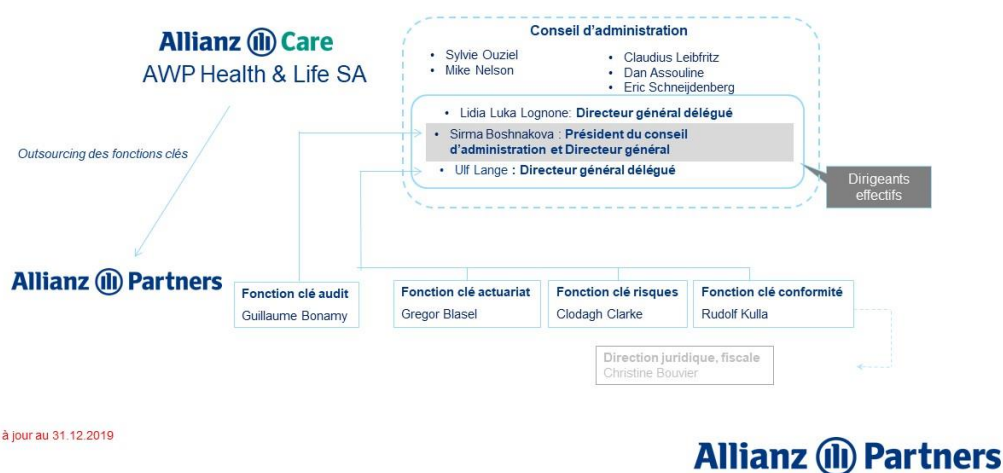 Allianz Care
AWP Health & Life SA
Outsourcing des fonctions clés
Allianz Partners
Conseil d'administration
• Sylvie Ouziel
• Mike Nelson
• Claudius Leibfritz
• Dan Assouline
• Eric Schneijdenberg
• Lidia Luka Lognone: Directeur général délégué
• Sirma Boshnakova : Président du conseil
d'administration et Directeur général
• Ulf Lange : Directeur général délégué
Dirigeants
effectifs
Fonction clé audit
Guillaume Bonamy
Fonction clé actuariat
Gregor Blasel
Fonction clé risques
Clodagh Clarke
Fonction clé conformité
Rudolf Kulla
Direction juridique, fiscale
Christine Bouvier
à jour au 31.12.2019
Allianz Partners